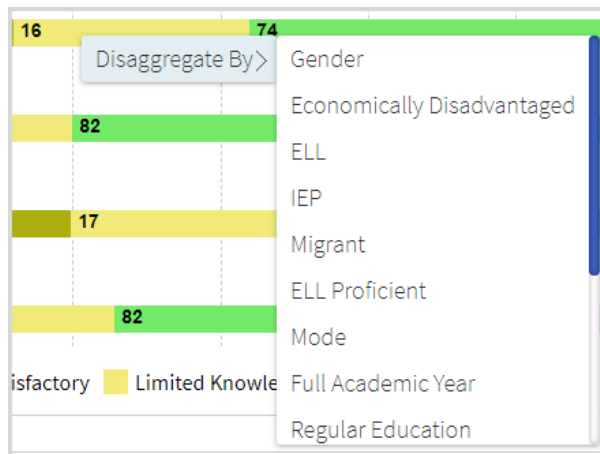 16 74
Disaggregate By>
Gender
Economically Disadvantaged
ELL
82
IEP
17
Migrant
ELL Proficient
82
Mode
isfactory Limited Knowle
Full Academic Year
Regular Education